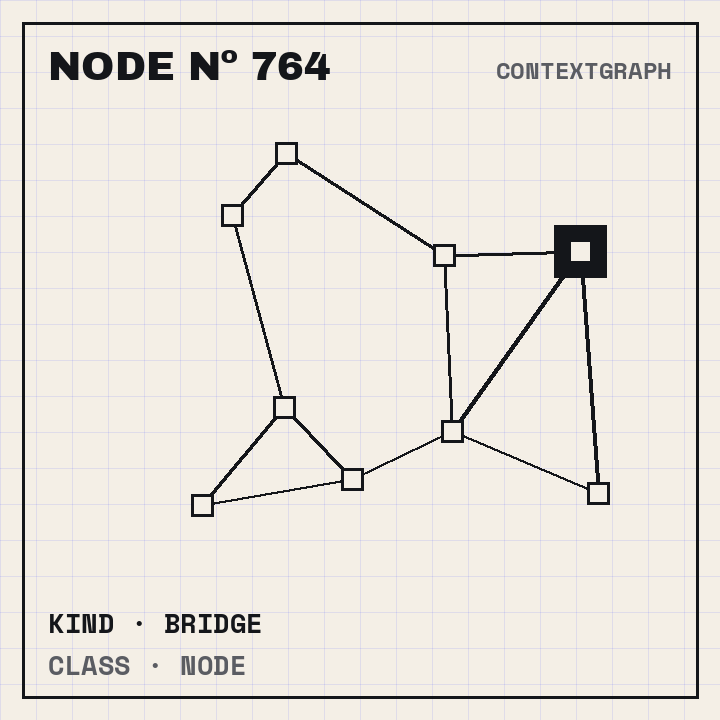 NODE Nº 764
CONTEXTGRAPH
KIND · BRIDGE
CLASS · NODE